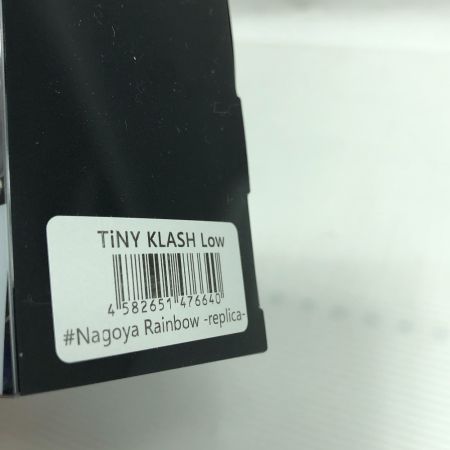 TiNY KLASH Low
4 582651 476640
#Nagoya Rainbow -replica-